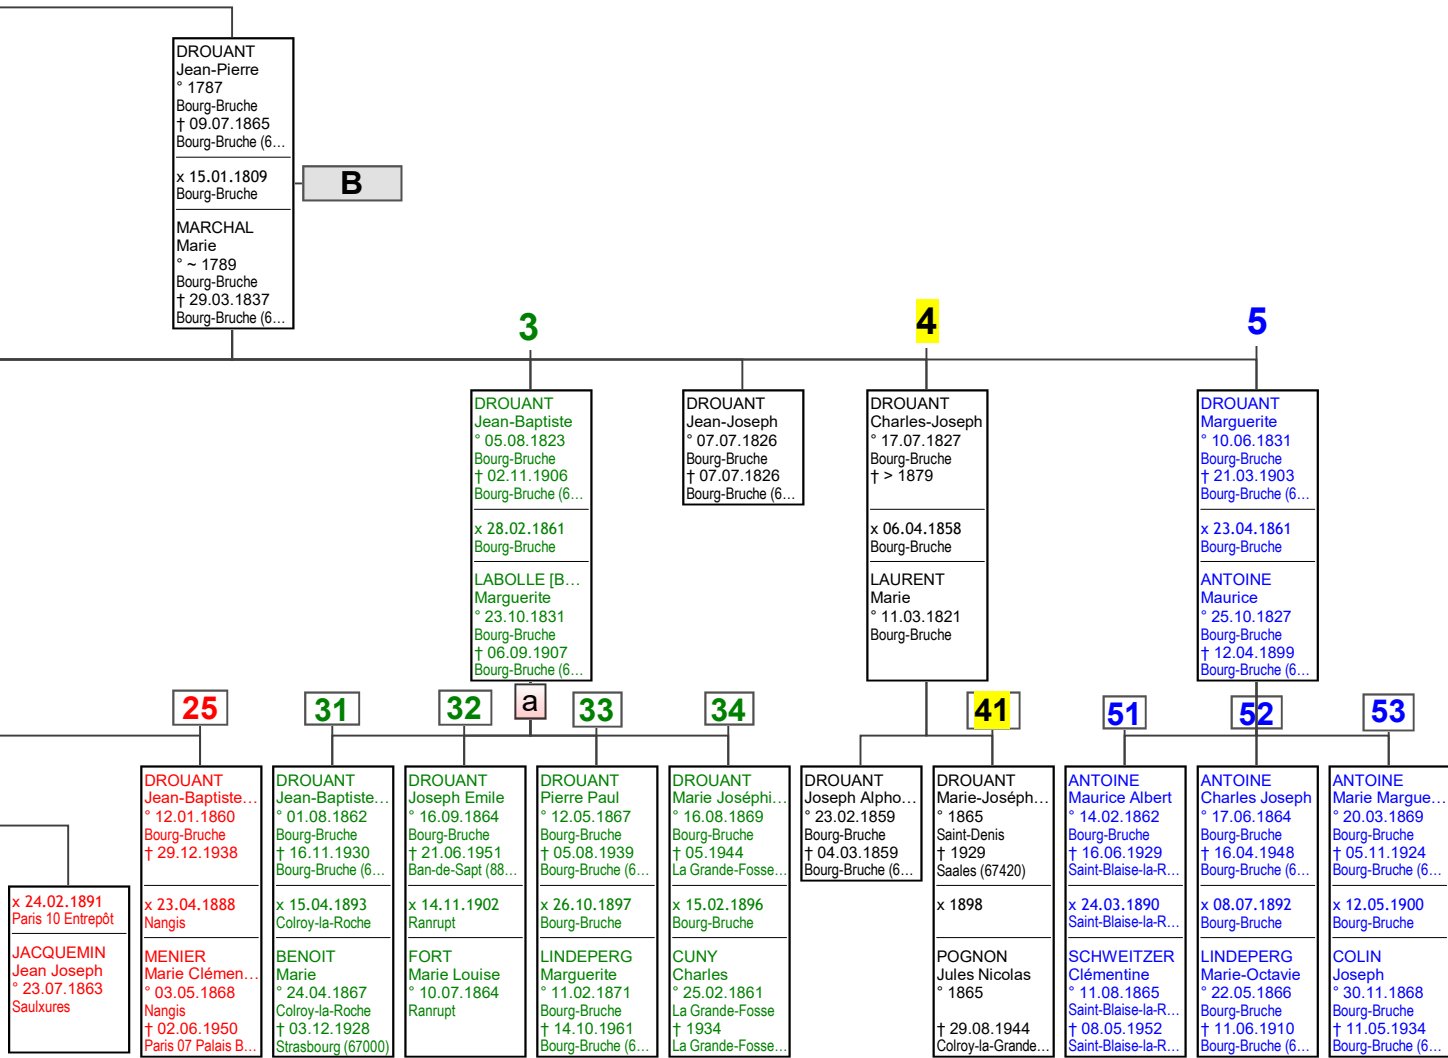 DROUANT
Jean-Pierre
° 1787
Bourg-Bruche
† 09.07.1865
Bourg-Bruche (6...
x 15.01.1809
Bourg-Bruche
MARCHAL
Marie
° ~ 1789
Bourg-Bruche
† 29.03.1837
Bourg-Bruche (6...
B
3
4
5
DROUANT
Jean-Baptiste
° 05.08.1823
Bourg-Bruche
† 02.11.1906
Bourg-Bruche (6...
x 28.02.1861
Bourg-Bruche
LABOLLE [B...
Marguerite
° 23.10.1831
Bourg-Bruche
† 06.09.1907
Bourg-Bruche (6...
DROUANT
Jean-Joseph
° 07.07.1826
Bourg-Bruche
† 07.07.1826
Bourg-Bruche (6...
DROUANT
Charles-Joseph
° 17.07.1827
Bourg-Bruche
† > 1879
x 06.04.1858
Bourg-Bruche
LAURENT
Marie
° 11.03.1821
Bourg-Bruche
DROUANT
Marguerite
° 10.06.1831
Bourg-Bruche
† 21.03.1903
Bourg-Bruche (6...
x 23.04.1861
Bourg-Bruche
ANTOINE
Maurice
° 25.10.1827
Bourg-Bruche
† 12.04.1899
Bourg-Bruche (6...
25
31
32
a
33
34
41
51
52
53
x 24.02.1891
Paris 10 Entrepôt
JACQUEMIN
Jean Joseph
° 23.07.1863
Saulxures
DROUANT
Jean-Baptiste...
° 12.01.1860
Bourg-Bruche
† 29.12.1938
x 23.04.1888
Nangis
MENIER
Marie Clémen...
° 03.05.1868
Nangis
† 02.06.1950
Paris 07 Palais B...
DROUANT
Jean-Baptiste...
° 01.08.1862
Bourg-Bruche
† 16.11.1930
Bourg-Bruche (6...
x 15.04.1893
Colroy-la-Roche
BENOIT
Marie
° 24.04.1867
Colroy-la-Roche
† 03.12.1928
Strasbourg (67000)
DROUANT
Joseph Emile
° 16.09.1864
Bourg-Bruche
† 21.06.1951
Ban-de-Sapt (88...
x 14.11.1902
Ranrupt
FORT
Marie Louise
° 10.07.1864
Ranrupt
DROUANT
Pierre Paul
° 12.05.1867
Bourg-Bruche
† 05.08.1939
Bourg-Bruche (6...
x 26.10.1897
Bourg-Bruche
LINDEPERG
Marguerite
° 11.02.1871
Bourg-Bruche
† 14.10.1961
Bourg-Bruche (6...
DROUANT
Marie Joséphi...
° 16.08.1869
Bourg-Bruche
† 05.1944
La Grande-Fosse...
x 15.02.1896
Bourg-Bruche
CUNY
Charles
° 25.02.1861
La Grande-Fosse
† 1934
La Grande-Fosse...
DROUANT
Joseph Alpho...
° 23.02.1859
Bourg-Bruche
† 04.03.1859
Bourg-Bruche (6...
DROUANT
Marie-Joséph...
° 1865
Saint-Denis
† 1929
Saales (67420)
x 1898
POGNON
Jules Nicolas
° 1865
† 29.08.1944
Colroy-la-Grande...
ANTOINE
Maurice Albert
° 14.02.1862
Bourg-Bruche
† 16.06.1929
Saint-Blaise-la-R...
x 24.03.1890
Saint-Blaise-la-R...
SCHWEITZER
Clémentine
° 11.08.1865
Saint-Blaise-la-R...
† 08.05.1952
Saint-Blaise-la-R...
ANTOINE
Charles Joseph
° 17.06.1864
Bourg-Bruche
† 16.04.1948
Bourg-Bruche (6...
x 08.07.1892
Bourg-Bruche
LINDEPERG
Marie-Octavie
° 22.05.1866
Bourg-Bruche
† 11.06.1910
Bourg-Bruche (6...
ANTOINE
Marie Margue...
° 20.03.1869
Bourg-Bruche
† 05.11.1924
Bourg-Bruche (6...
x 12.05.1900
Bourg-Bruche
COLIN
Joseph
° 30.11.1868
Bourg-Bruche
† 11.05.1934
Bourg-Bruche (6...